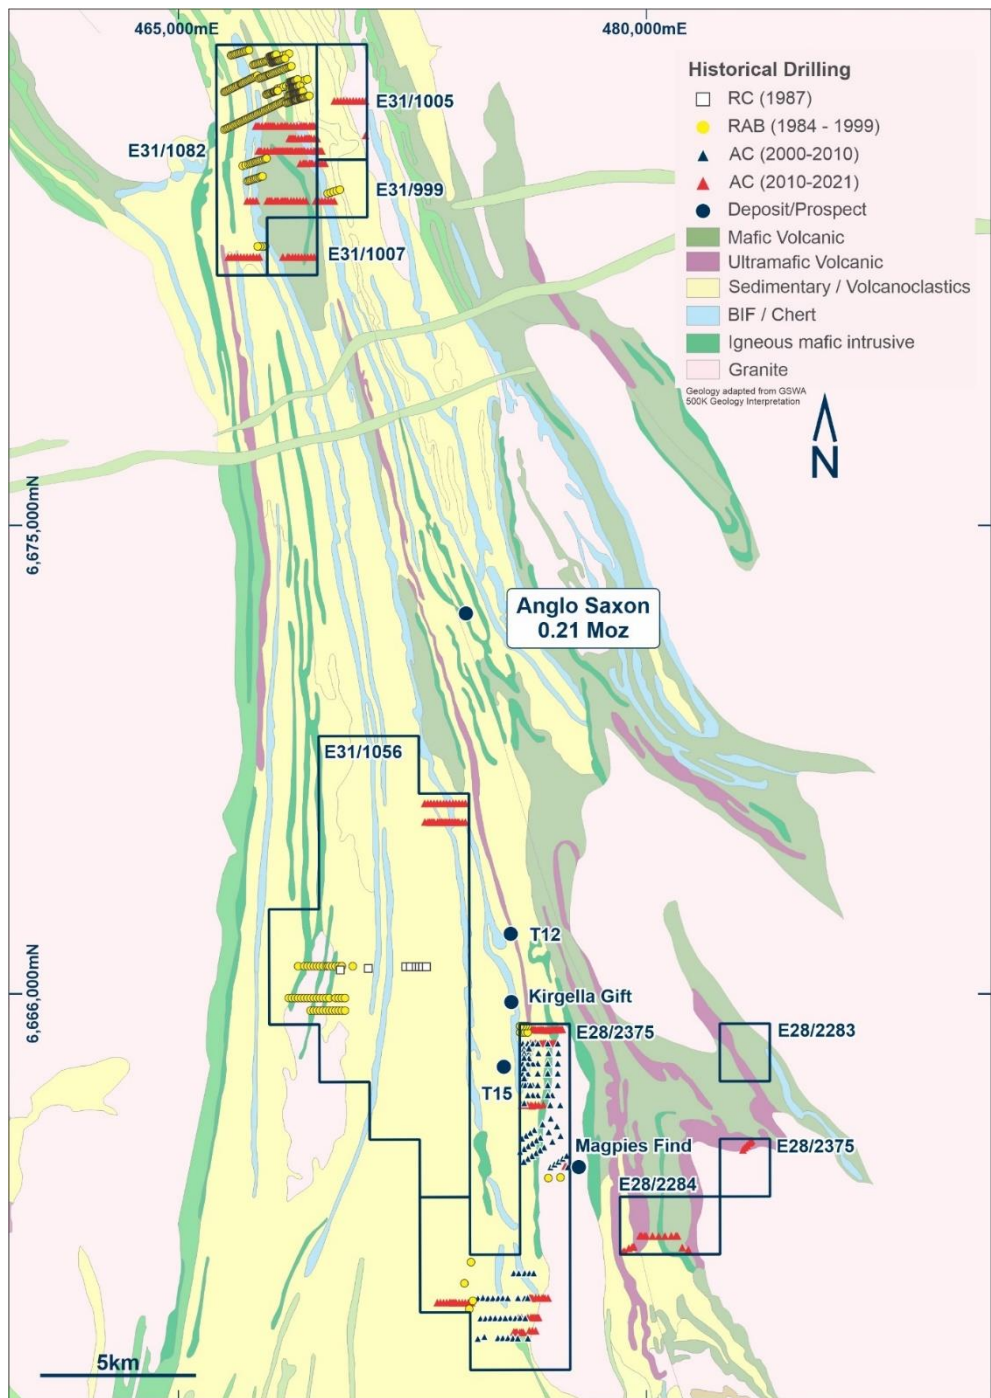 465,000mE
480,000mE
Historical Drilling
RC (1987)
RAB (1984 - 1999)
AC (2000-2010)
AC (2010-2021)
Deposit/Prospect
Mafic Volcanic
Ultramafic Volcanic
Sedimentary / Volcanoclastics
BIF / Chert
Igneous mafic intrusive
Granite
Geology adapted from GSWA
500K Geology Interpretation
N
E31/1005
E31/1082
E31/999
E31/1007
6,675,000mN
Anglo Saxon
0.21 Moz
E31/1056
T12
6,666,000mN
Kirgella Gift
E28/2375
E28/2283
T15
Magpies Find
E28/2375
E28/2284
5km